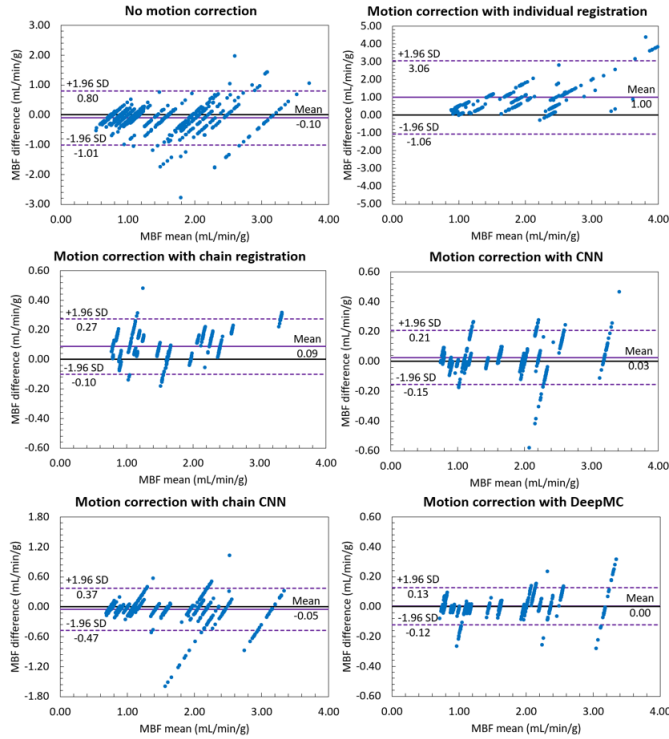 No motion correction
MBF difference (mL/min/g)
3.00
2.00
1.00
0.00
-1.00
-2.00
-3.00
+1.96 SD
0.80
Mean
-0.10
-1.96 SD
-1.01
0.00 1.00 2.00 3.00 4.00
MBF mean (mL/min/g)
Motion correction with individual registration
MBF difference (mL/min/g)
5.00
4.00
3.00
2.00
1.00
0.00
-1.00
-2.00
-3.00
-4.00
-5.00
+1.96 SD
3.06
Mean
1.00
-1.96 SD
-1.06
0.00 1.00 2.00 3.00 4.00
MBF mean (mL/min/g)
Motion correction with chain registration
MBF difference (mL/min/g)
0.60
0.40
0.20
0.00
-0.20
-0.40
-0.60
+1.96 SD
0.27
Mean
0.09
-1.96 SD
-0.10
0.00 1.00 2.00 3.00 4.00
MBF mean (mL/min/g)
Motion correction with CNN
MBF difference (mL/min/g)
0.60
0.40
0.20
0.00
-0.20
-0.40
-0.60
+1.96 SD
0.21
Mean
0.03
-1.96 SD
-0.15
0.00 1.00 2.00 3.00 4.00
MBF mean (mL/min/g)
Motion correction with chain CNN
MBF difference (mL/min/g)
1.80
1.20
0.60
0.00
-0.60
-1.20
-1.80
+1.96 SD
0.37
Mean
-0.05
-1.96 SD
-0.47
0.00 1.00 2.00 3.00 4.00
MBF mean (mL/min/g)
Motion correction with DeepMC
MBF difference (mL/min/g)
0.60
0.40
0.20
0.00
-0.20
-0.40
-0.60
+1.96 SD
0.13
Mean
0.00
-1.96 SD
-0.12
0.00 1.00 2.00 3.00 4.00
MBF mean (mL/min/g)